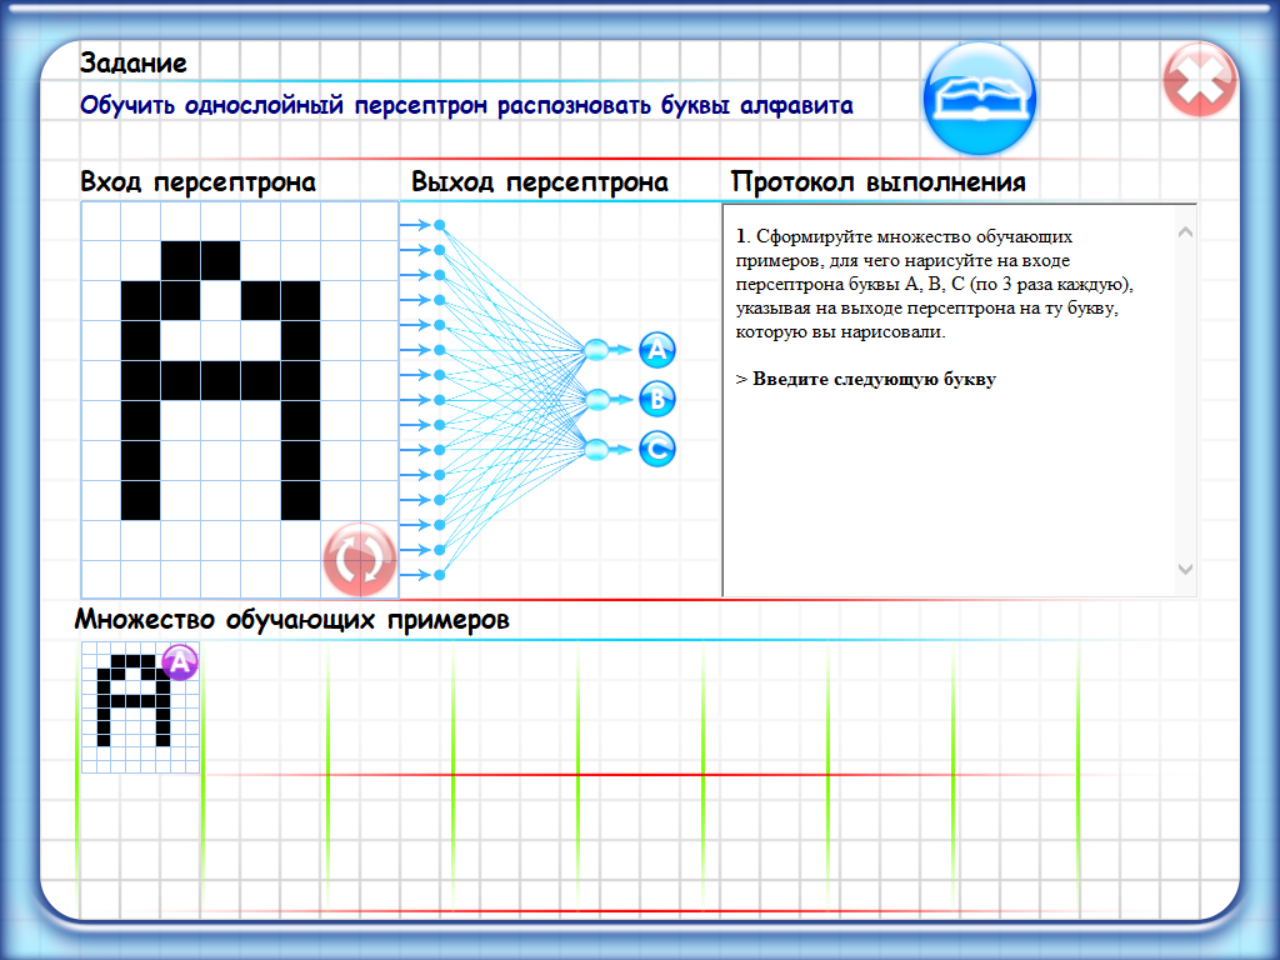 Задание
Обучить однослойный персептрон распозновать буквы алфавита
Вход персептрона
Выход персептрона
Протокол выполнения
A
B
C
1. Сформируйте множество обучающих
примеров, для чего нарисуйте на входе
персептрона буквы A, B, C (по 3 раза каждую),
указывая на выходе персептрона на ту букву,
которую вы нарисовали.
> Введите следующую букву
Множество обучающих примеров
A